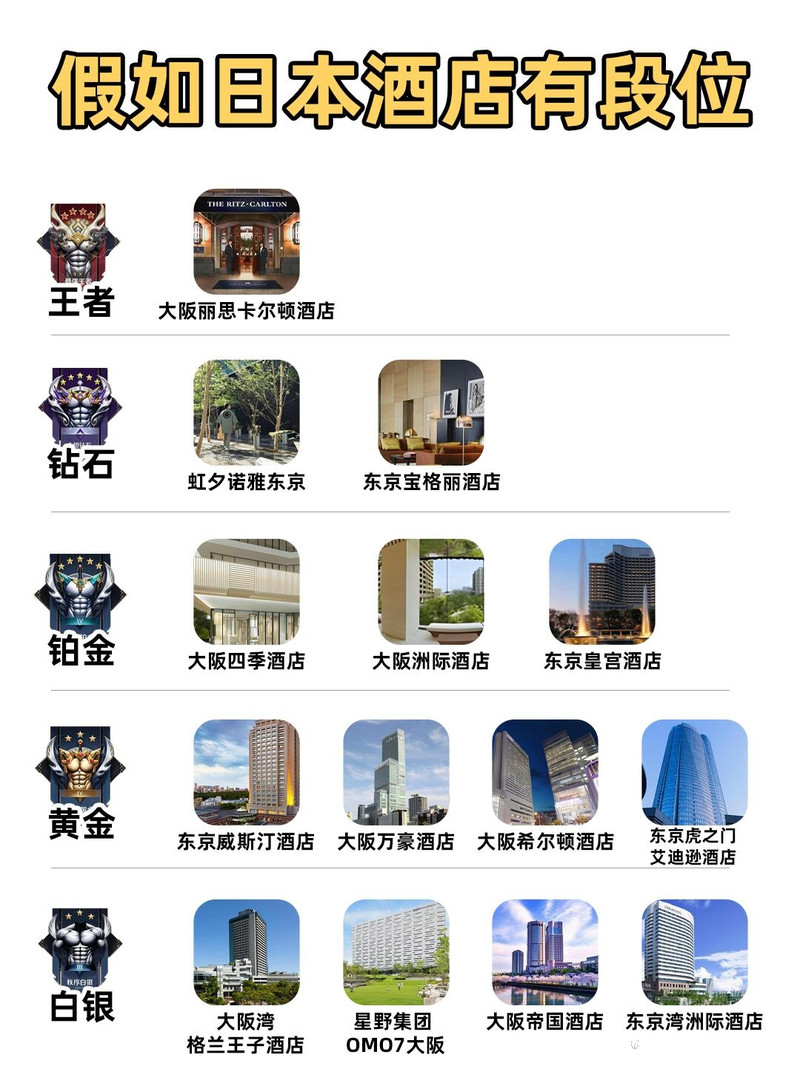 假如日本酒店有段位
THE RITZ-CARLTON
王者
大阪丽思卡尔顿酒店
钻石
虹夕诺雅东京
东京宝格丽酒店
铂金
大阪四季酒店
大阪洲际酒店
东京皇宫酒店
黄金
东京威斯汀酒店
大阪万豪酒店
大阪希尔顿酒店
东京虎之门
艾迪逊酒店
秩序白银
白银
大阪湾
格兰王子酒店
星野集团
OMO7大阪
大阪帝国酒店
东京湾洲际酒店